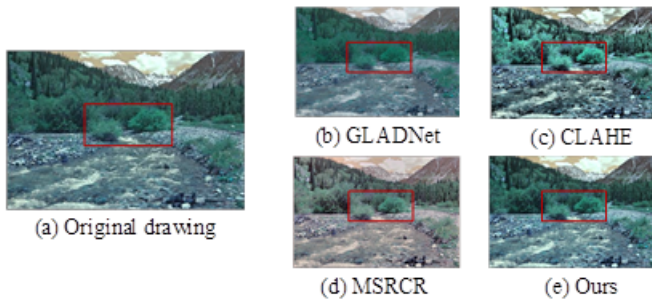 (a) Original drawing
(b) GLADNet
(c) CLAHE
(d) MSRCR
(e) Ours